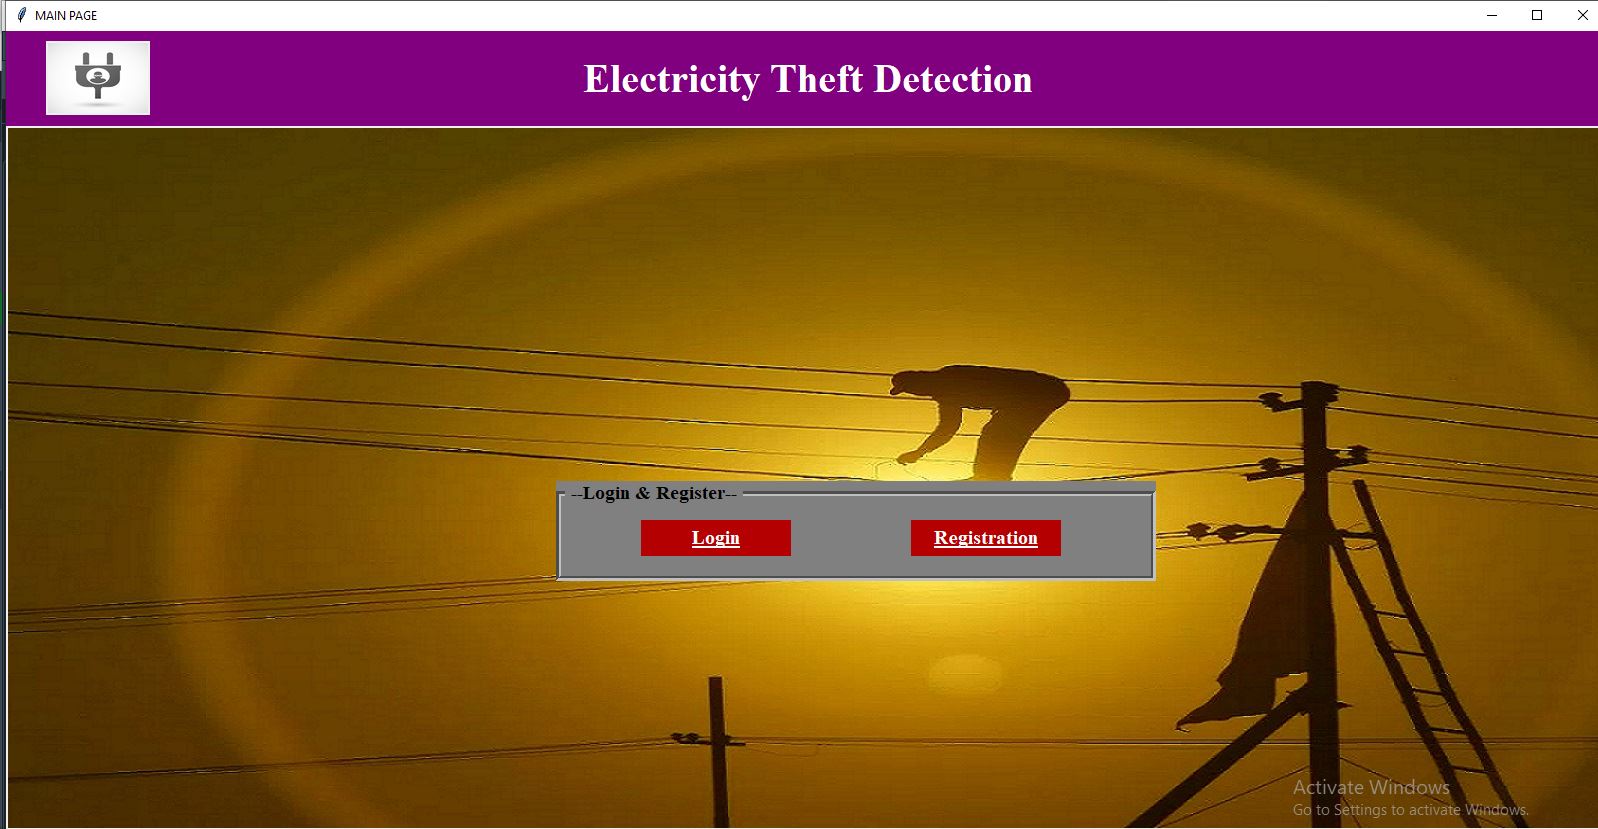 MAIN PAGE
Electricity Theft Detection
--Login & Register--
Login
Registration
Activate Windows
Go to Settings to activate Windows.